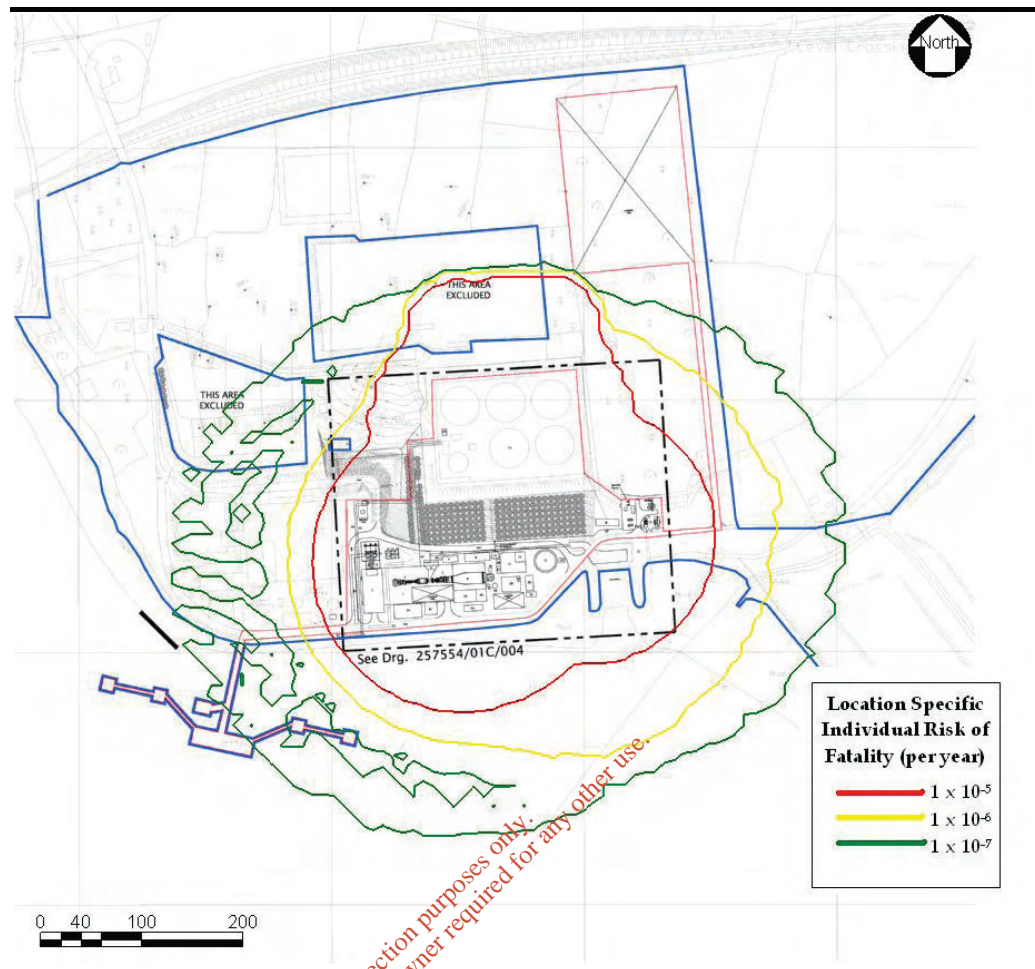 Level Crossing
North
THIS AREA
EXCLUDED
THIS AREA
EXCLUDED
See Drg. 257554/01C/004
Location Specific
Individual Risk of
Fatality (per year)
1 x 10-5
1 x 10-6
1 x 10-7
0 40 100 200
ection purposes only.
wner required for any other use.